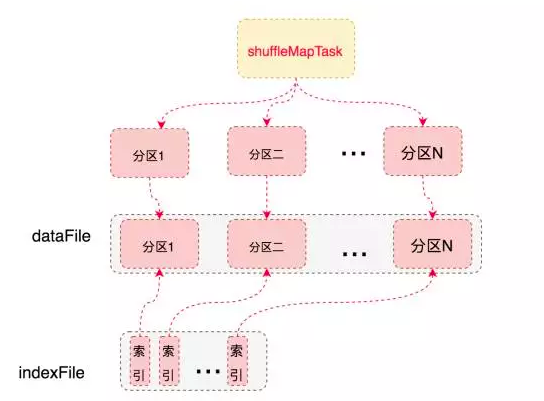 shuffleMapTask
分区1
分区二
...
分区N
dataFile
分区1
分区二
...
分区N
indexFile
索引
索引
...
索引